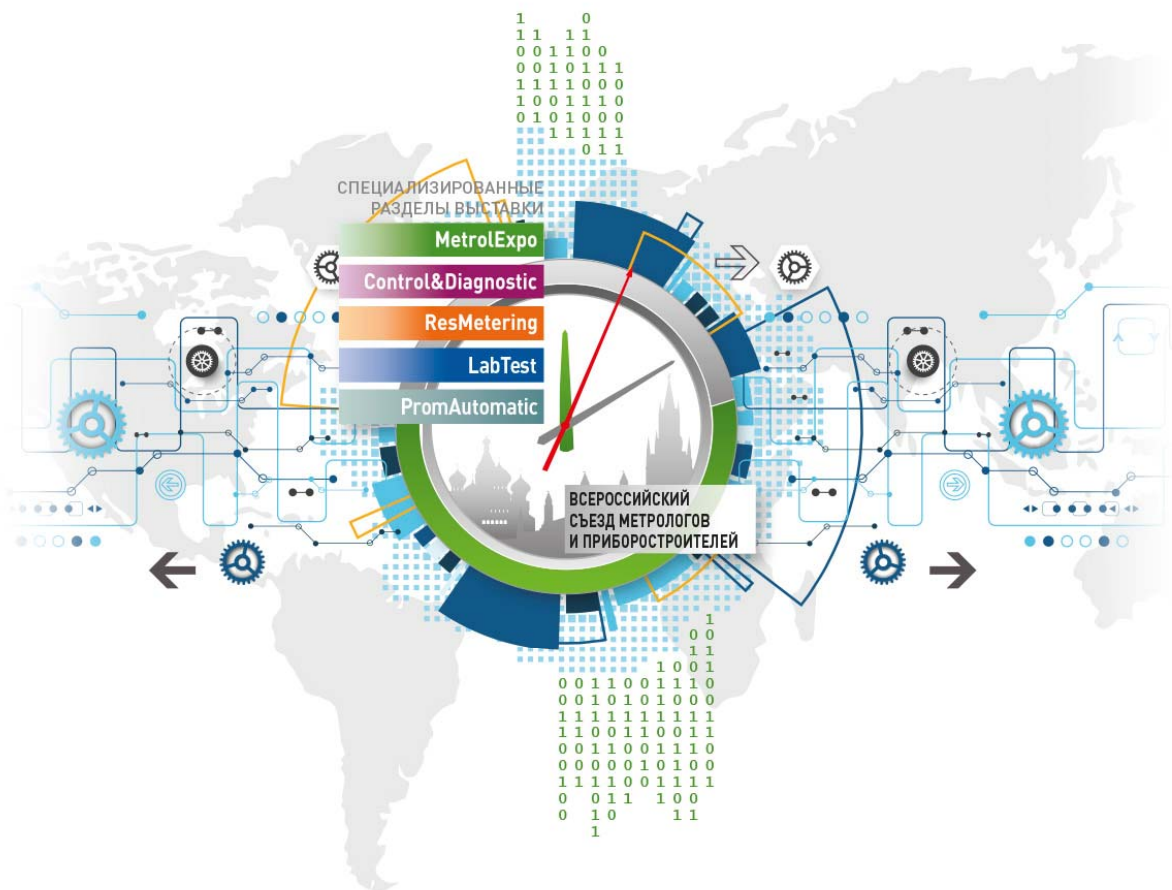 СПЕЦИАЛИЗИРОВАННЫЕ
РАЗДЕЛЫ ВЫСТАВКИ
MetrolExpo
Control&Diagnostic
ResMetering
LabTest
PromAutomatic
ВСЕРОССИЙСКИЙ
СЪЕЗД МЕТРОЛОГОВ
И ПРИБОРОСТРОИТЕЛЕЙ